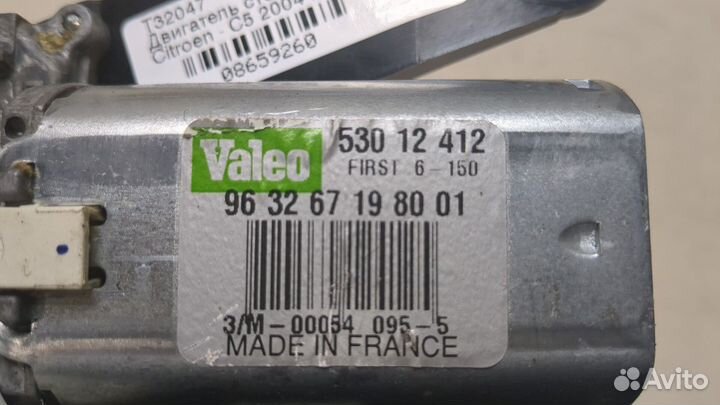 T32047
Двигатель
Citroen - C5 2004
08659260
Valeo
530 12 412
FIRST 6-150
96 32 67 19 80 01
3/M-00054 095-5
MADE IN FRANCE
Avito